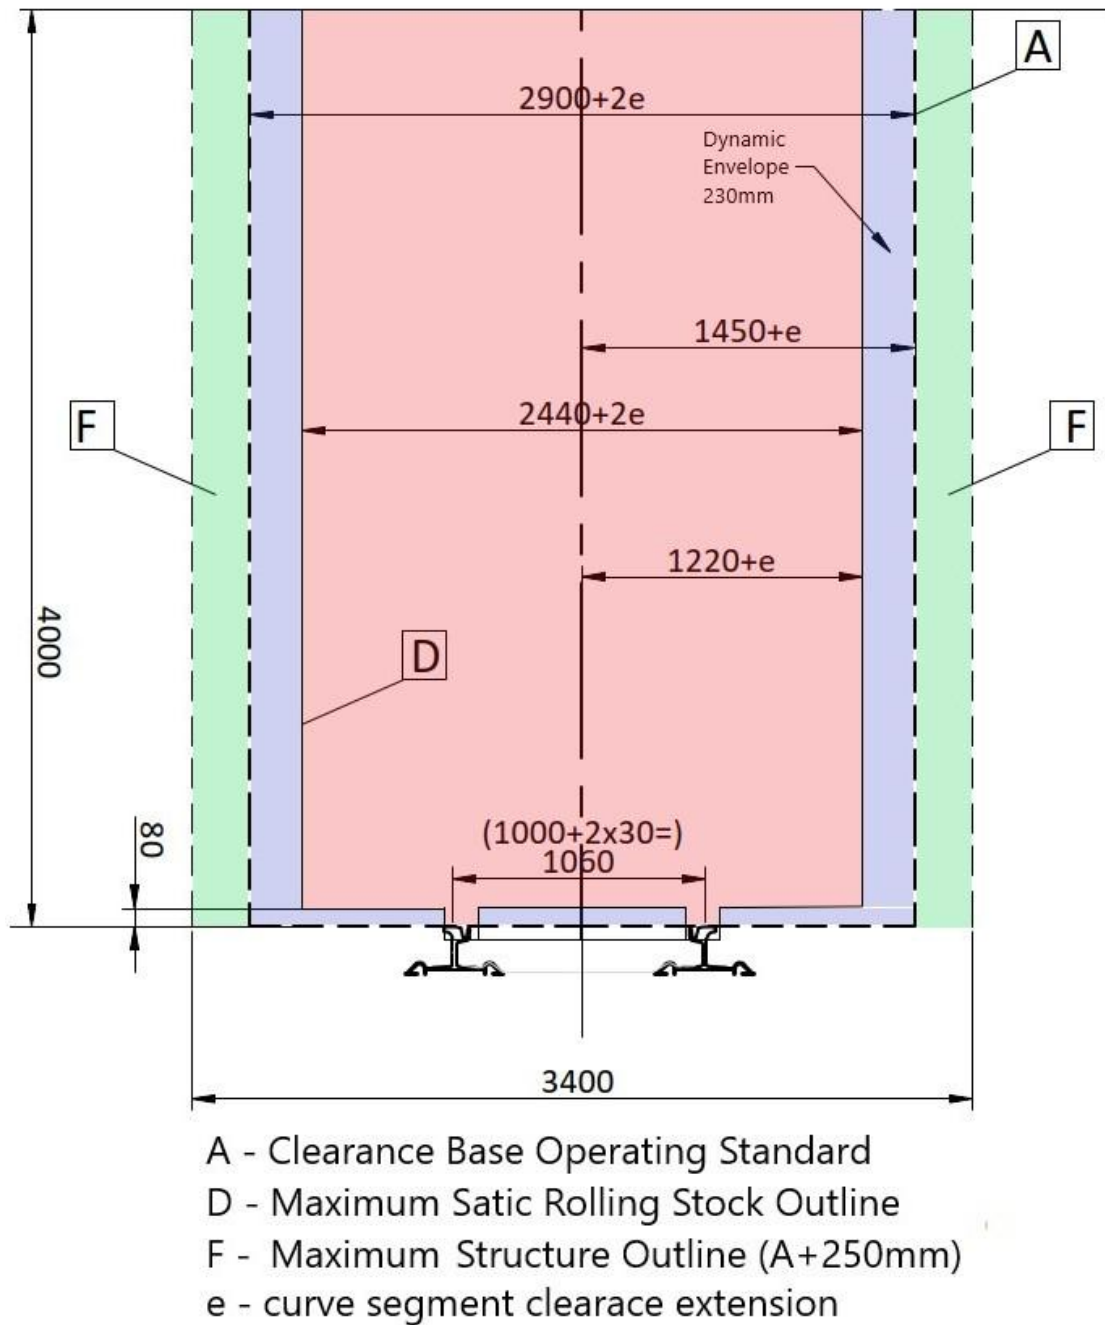 A
2900+2e
Dynamic
Envelope
230mm
1450+e
F
2440+2e
F
1220+e
4000
D
80
(1000+2x30=)
1060
3400
A - Clearance Base Operating Standard
D - Maximum Satic Rolling Stock Outline
F - Maximum Structure Outline (A+250mm)
e - curve segment clearace extension